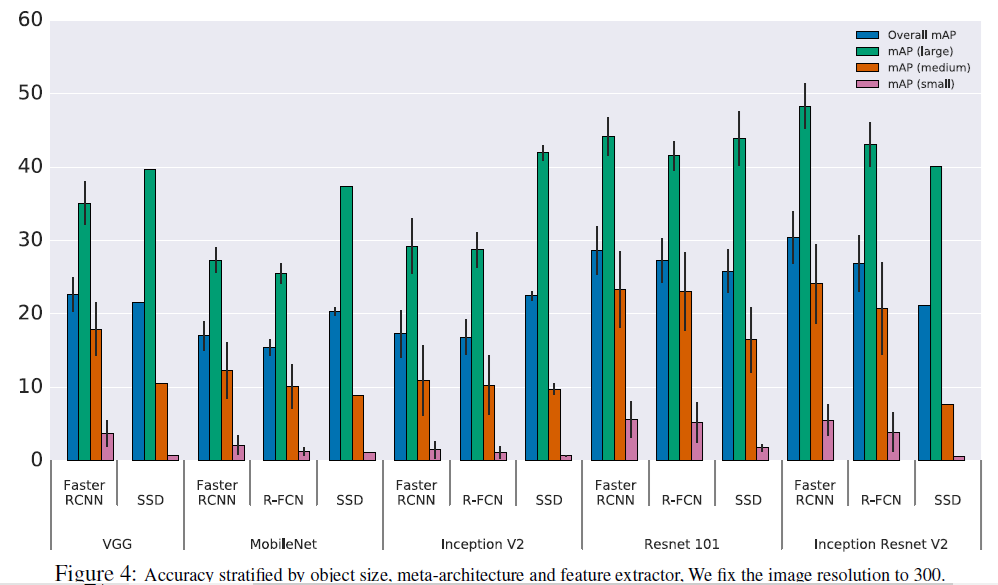 60
50
40
30
20
10
0
Overall mAP
mAP (large)
mAP (medium)
mAP (small)
Faster RCNN
SSD
Faster RCNN
R-FCN
SSD
Faster RCNN
R-FCN
SSD
Faster RCNN
R-FCN
SSD
Faster RCNN
R-FCN
SSD
VGG
MobileNet
Inception V2
Resnet 101
Inception Resnet V2
Figure 4: Accuracy stratified by object size, meta-architecture and feature extractor, We fix the image resolution to 300.